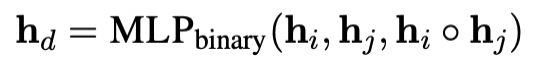 h_d = MLP_binary(h_i, h_j, h_i ∘ h_j)